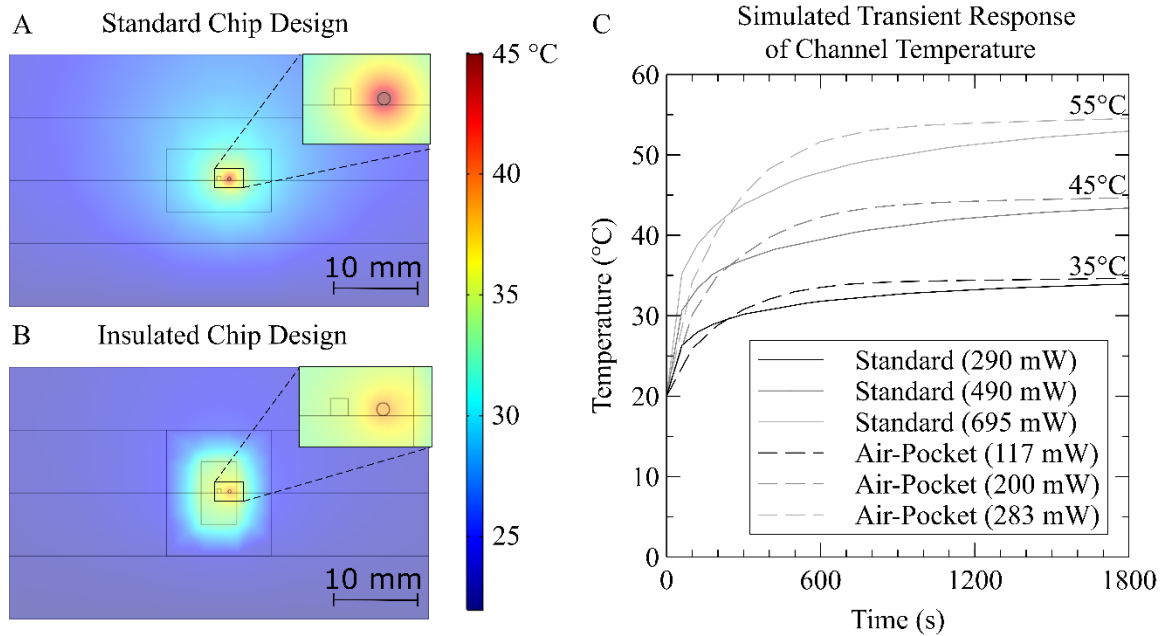 A
Standard Chip Design
10 mm
B
Insulated Chip Design
10 mm
45 °C
40
35
30
25
C
Simulated Transient Response
of Channel Temperature
Temperature (°C)
60
50
40
30
20
10
0
55°C
45°C
35°C
Standard (290 mW)
Standard (490 mW)
Standard (695 mW)
Air-Pocket (117 mW)
Air-Pocket (200 mW)
Air-Pocket (283 mW)
0 600 1200 1800
Time (s)